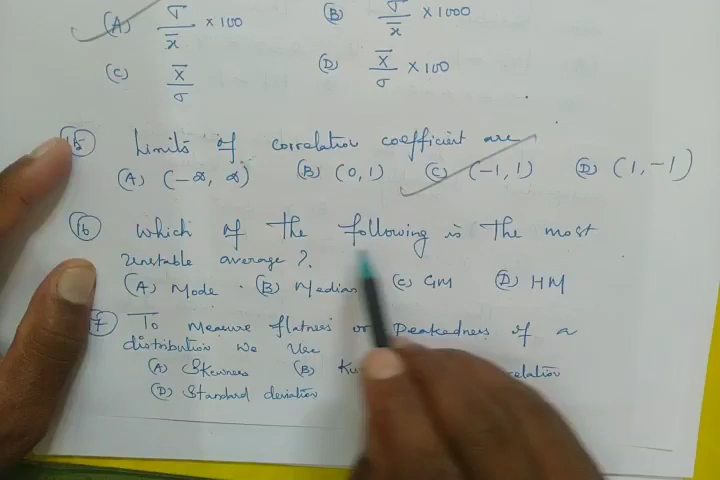 (A) σ/x̄ × 100 (B) σ/x̄ × 1000
(C) x̄/σ (D) x̄/σ × 100
15 Limits of correlation coefficient are
(A) (-∞, ∞) (B) (0, 1) (C) (-1, 1) (D) (1, -1)
16 which of the following is the most
unstable average?
(A) Mode . (B) Median (C) GM (D) HM
17 To Measure flatness or peakedness of a
distribution we use
(A) Skewness (B)
(D) Standard deviation